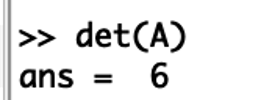 >> det(A)
ans =  6